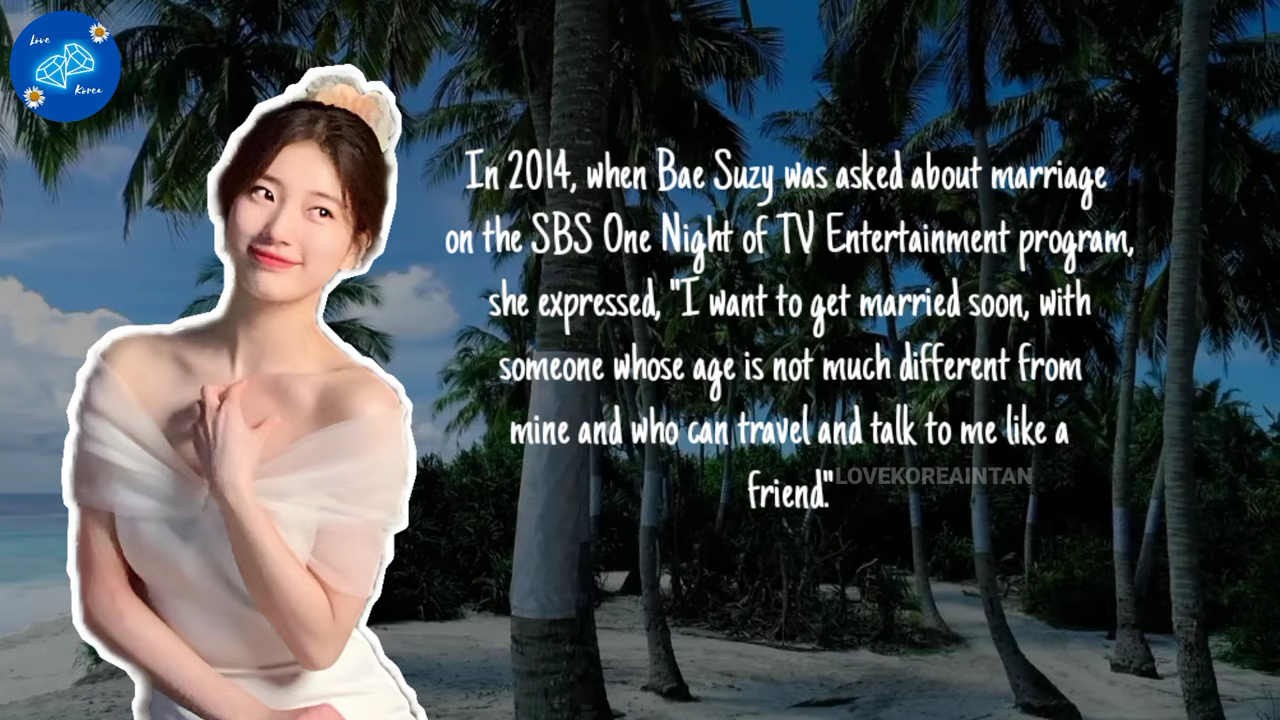 Love
Korea
In 2014, when Bae Suzy was asked about marriage
on the SBS One Night of TV Entertainment program,
she expressed, "I want to get married soon, with
someone whose age is not much different from
mine and who can travel and talk to me like a
friend."
LOVEKOREAINTAN